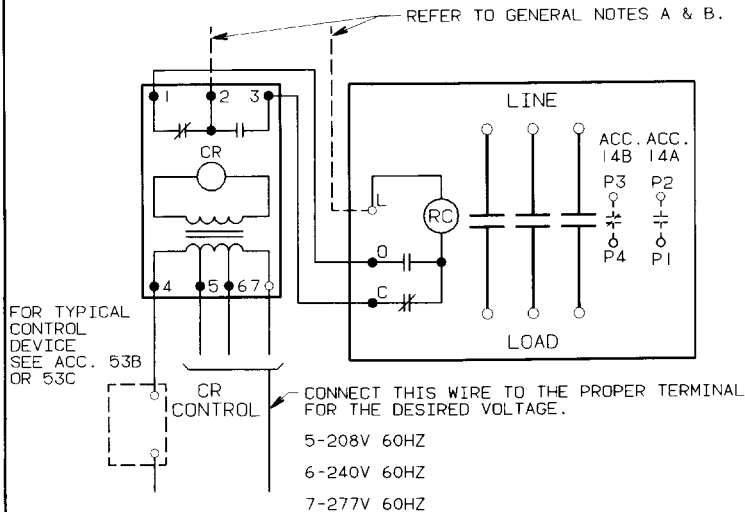 REFER TO GENERAL NOTES A & B.
1 2 3
CR
4 5 6 7
LINE
ACC. ACC.
14B 14A
P3 P2
L
RC
O
C
P4 P1
LOAD
FOR TYPICAL
CONTROL
DEVICE
SEE ACC. 53B
OR 53C
CR
CONTROL
CONNECT THIS WIRE TO THE PROPER TERMINAL
FOR THE DESIRED VOLTAGE.
5-208V 60HZ
6-240V 60HZ
7-277V 60HZ